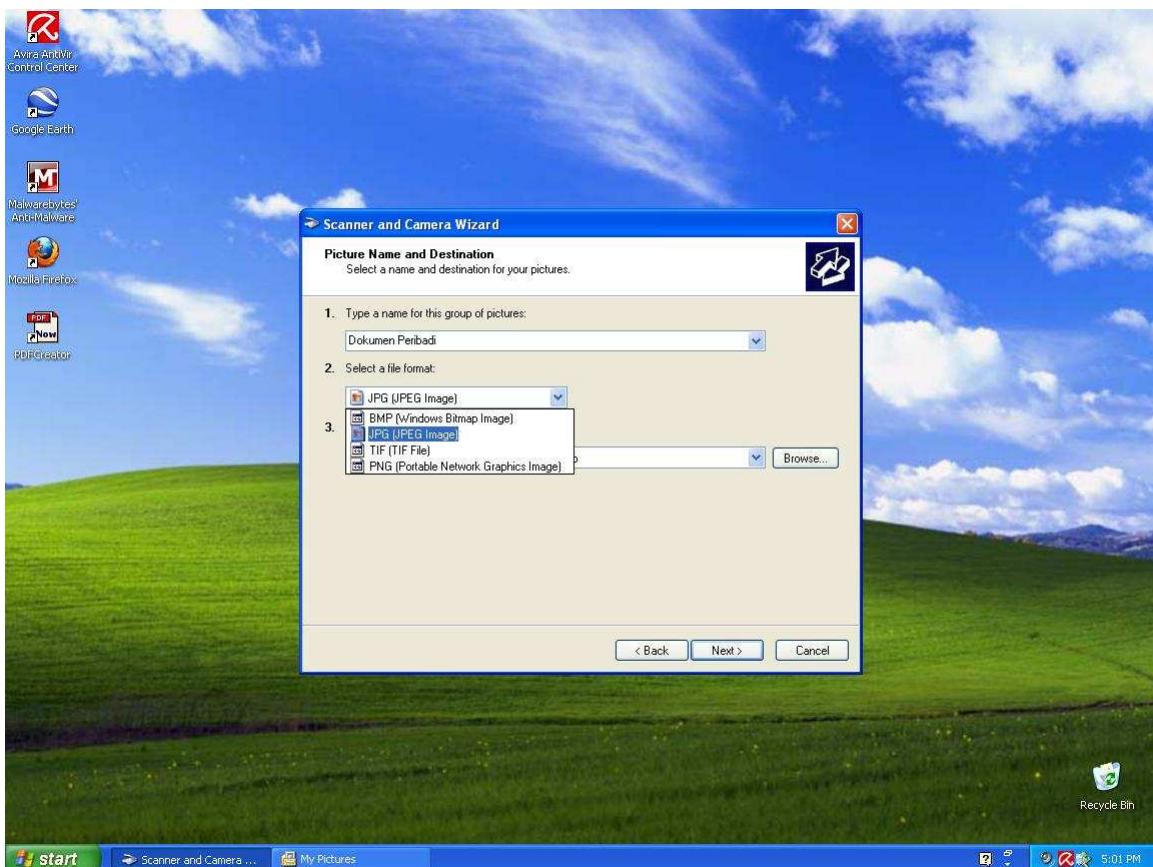 Avira AntiVir
Control Center
Google Earth
Malwarebytes'
Anti-Malware
Mozilla Firefox
PDF
Now
PDFCreator
Scanner and Camera Wizard
Picture Name and Destination
Select a name and destination for your pictures.
1. Type a name for this group of pictures:
Dokumen Peribadi
2. Select a file format:
JPG (JPEG Image)
BMP (Windows Bitmap Image)
3. JPG (JPEG Image)
TIF (TIF File)
PNG (Portable Network Graphics Image)
Browse...
< Back Next > Cancel
Recycle Bin
start Scanner and Camera ... My Pictures 5:01 PM